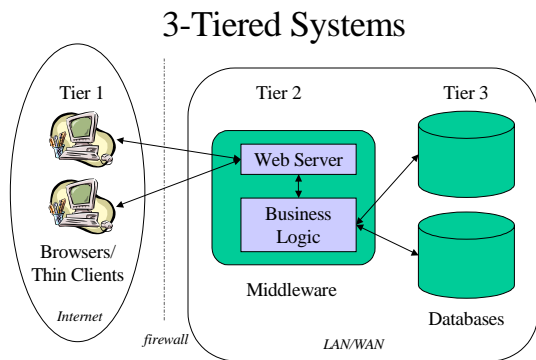 3-Tiered Systems
Tier 1
Browsers/
Thin Clients
Internet
firewall
Tier 2
Web Server
Business
Logic
Middleware
Tier 3
Databases
LAN/WAN